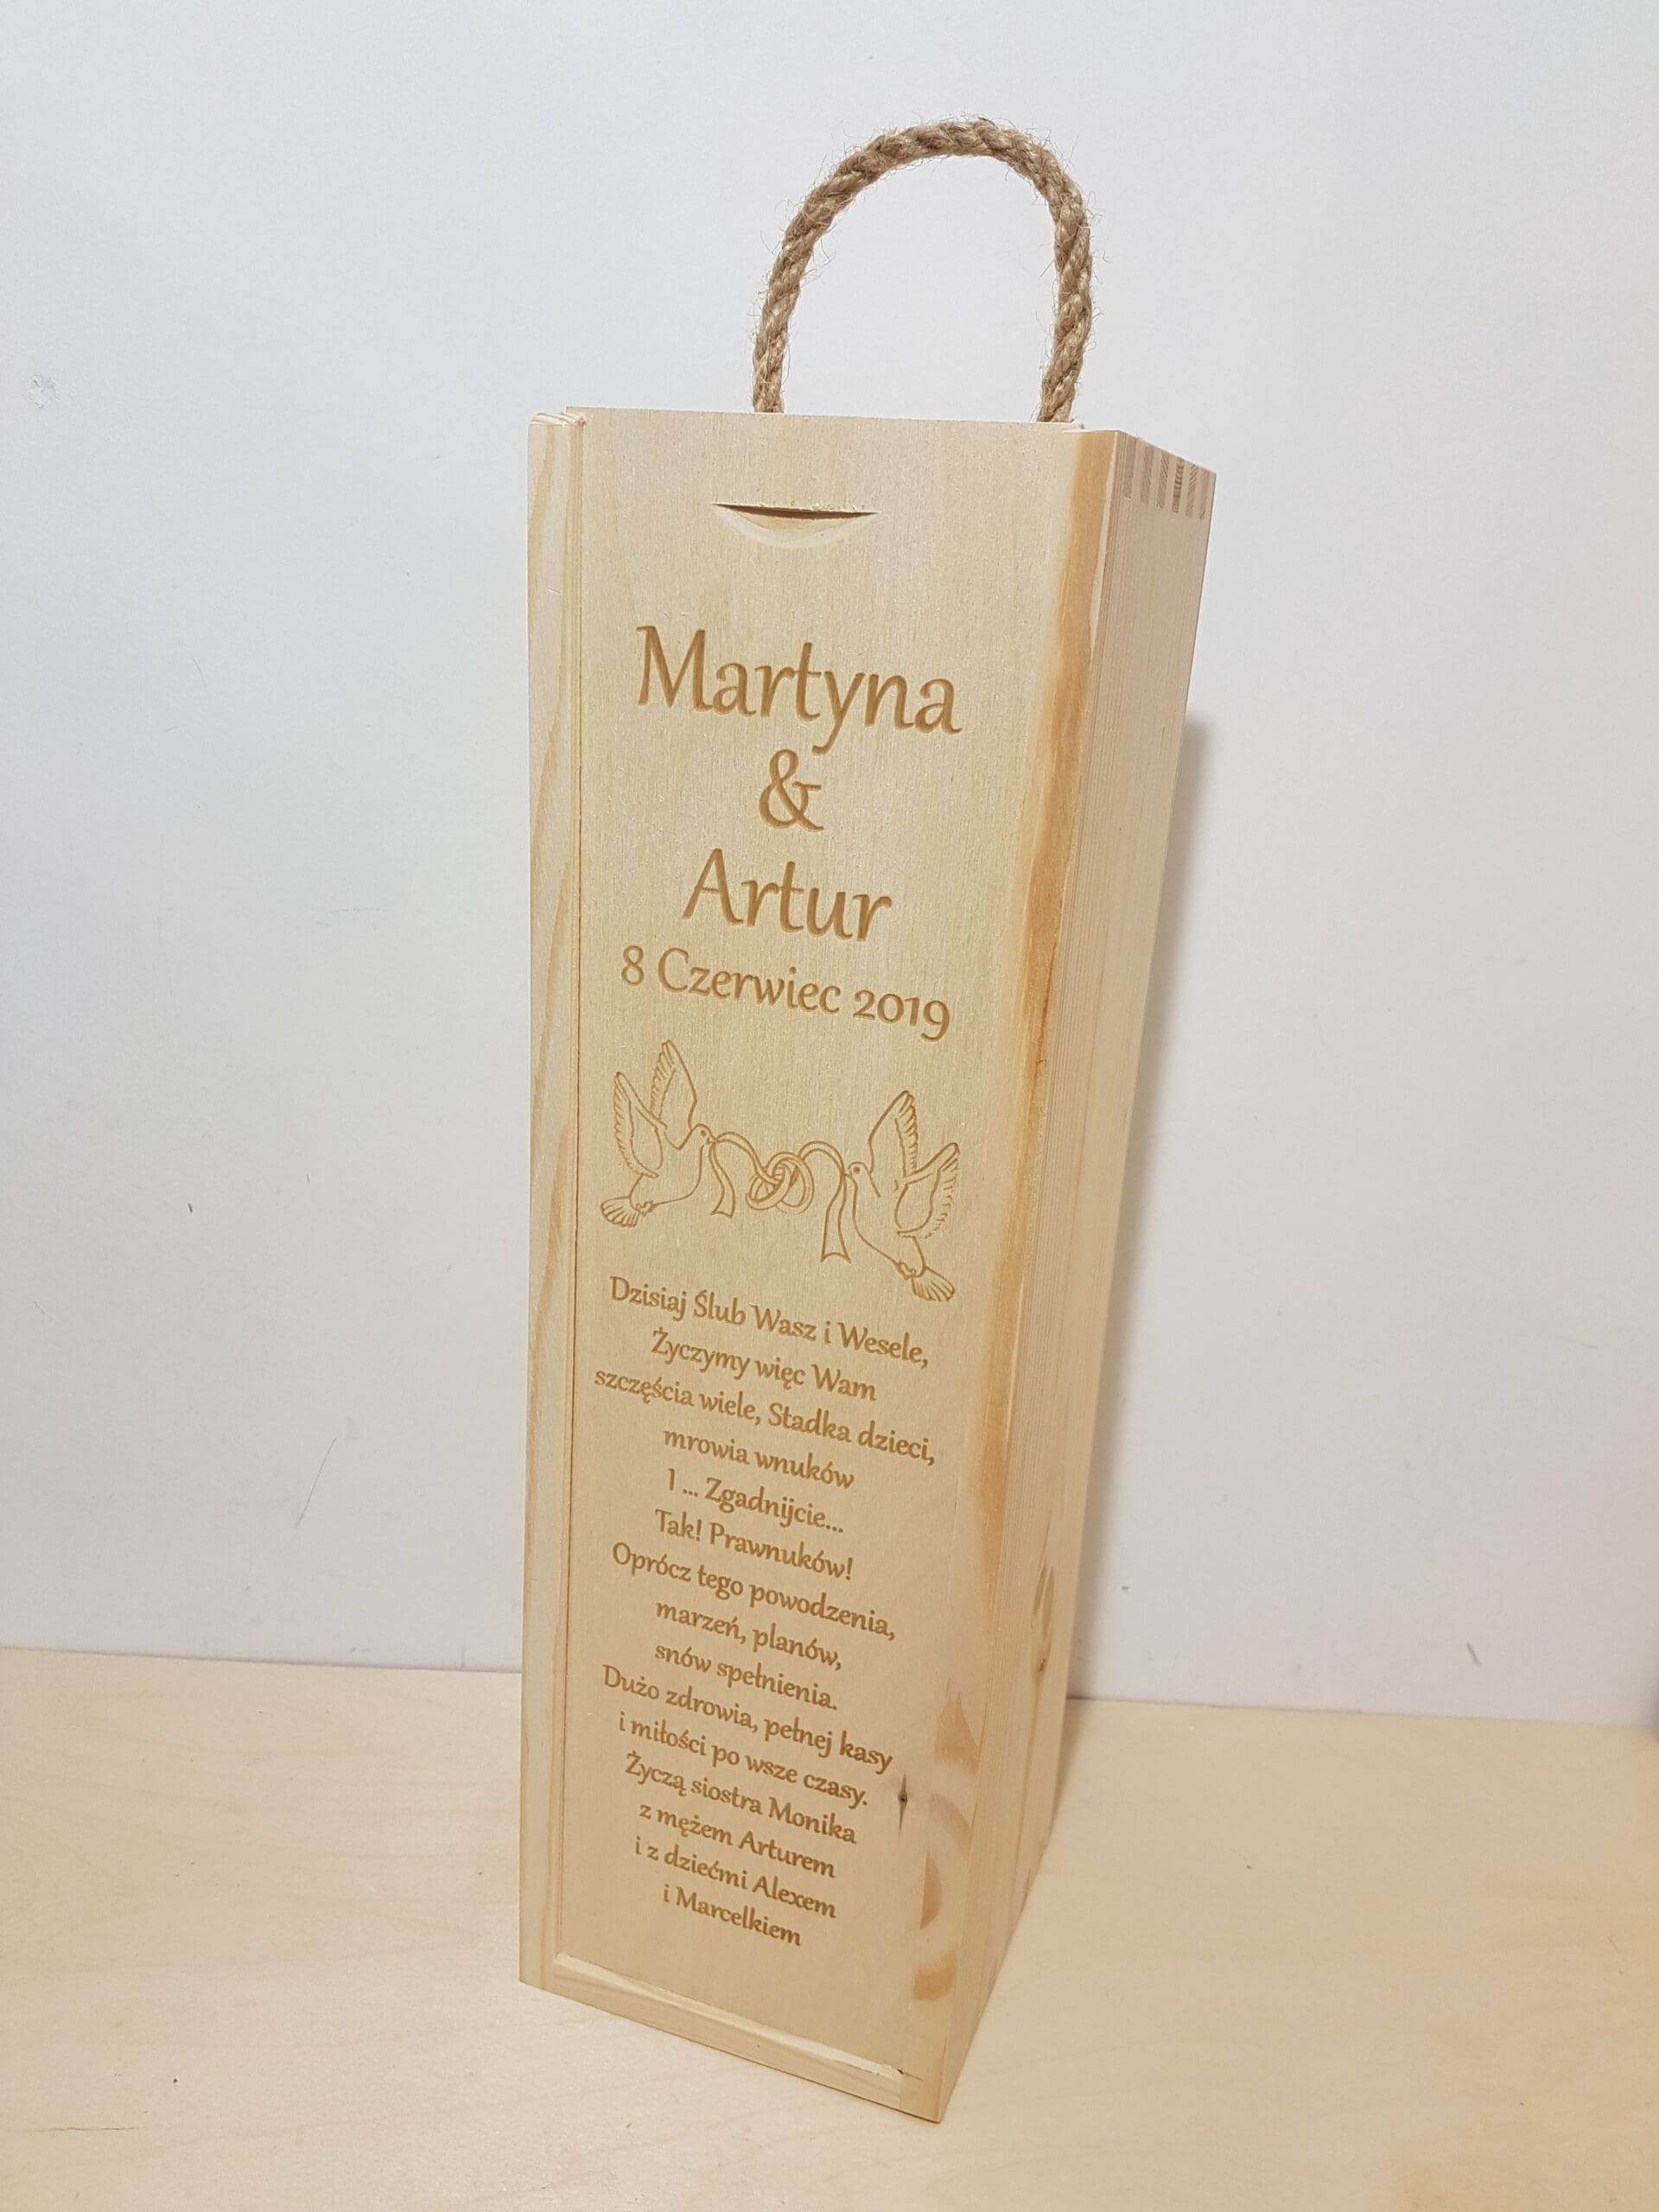 Martyna
&
Artur
8 Czerwiec 2019
Dzisiaj Ślub Wasz i Wesele,
Życzymy więc Wam
szczęścia wiele, Stadka dzieci,
mrowia wnuków
I ... Zgadnijcie...
Tak! Prawnuków!
Oprócz tego powodzenia,
marzeń, planów,
snów spełnienia.
Dużo zdrowia, pełnej kasy
i miłości po wsze czasy.
Życzą siostra Monika
z mężem Arturem
i z dziećmi Alexem
i Marcelkiem